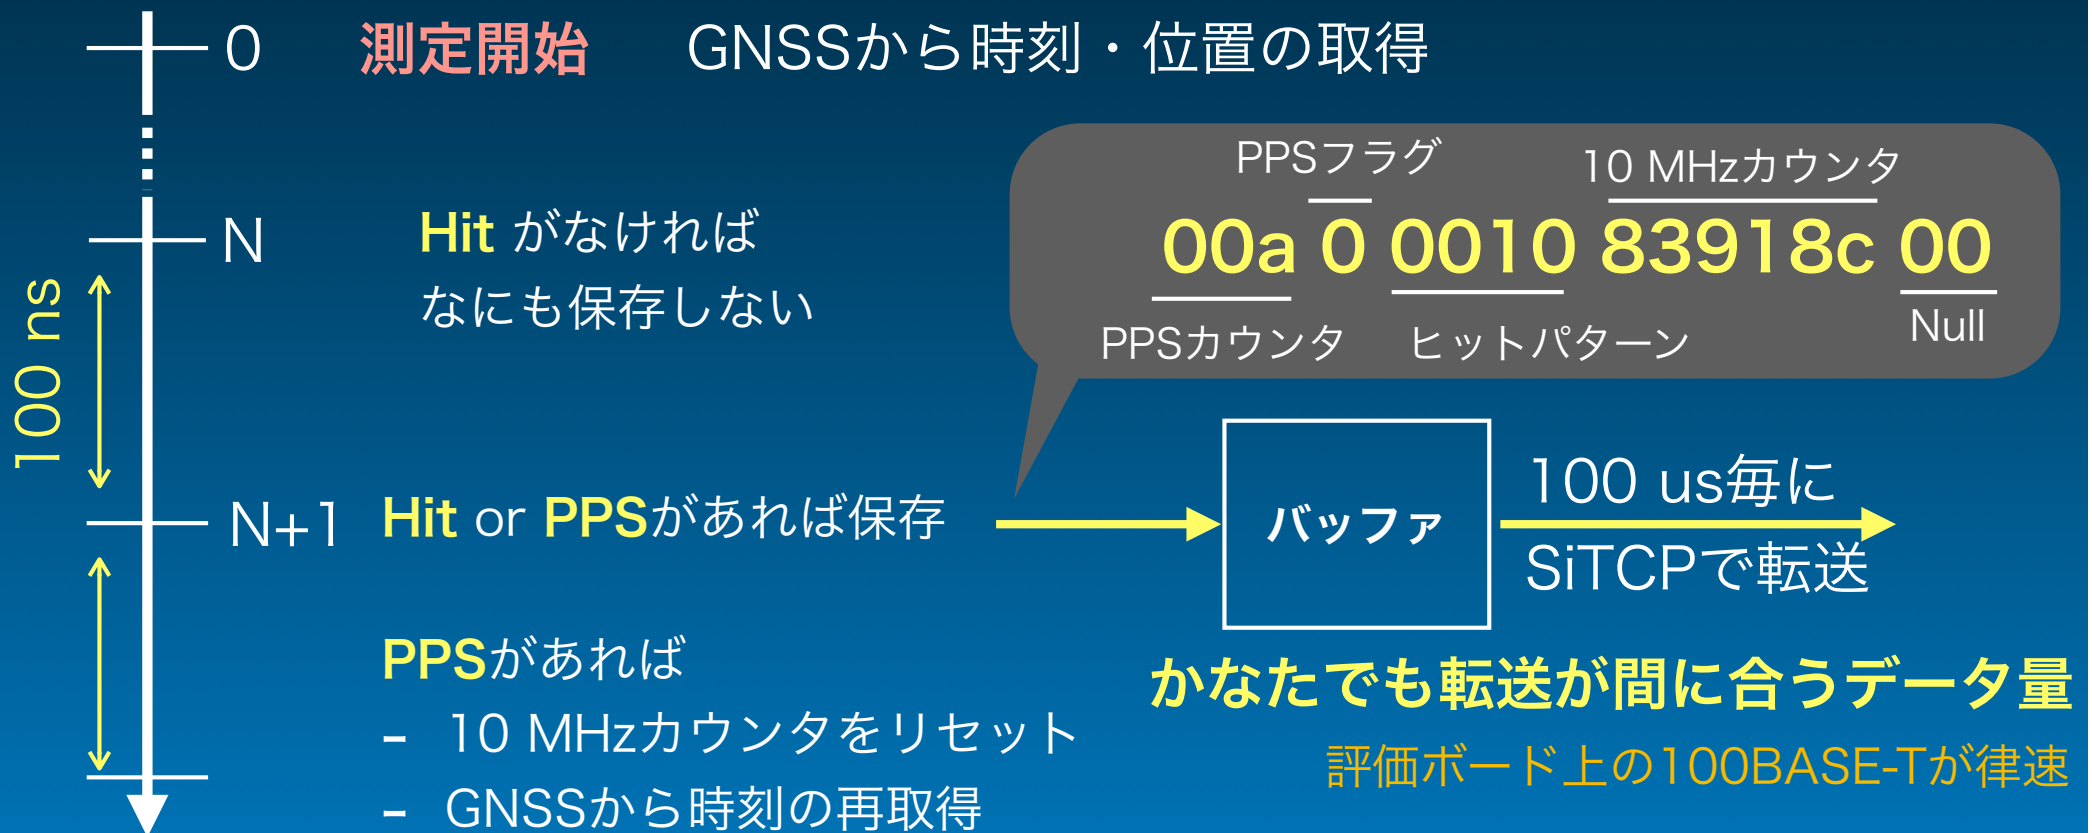 0 測定開始 GNSSから時刻・位置の取得
PPSフラグ 10 MHzカウンタ
00a 0 0010 83918c 00
PPSカウンタ ヒットパターン Null
N
Hit がなければ
なにも保存しない
100 ns
N+1 Hit or PPSがあれば保存
バッファ
100 us毎に
SiTCPで転送
PPSがあれば
- 10 MHzカウンタをリセット
- GNSSから時刻の再取得
かなたでも転送が間に合うデータ量
評価ボード上の100BASE-Tが律速